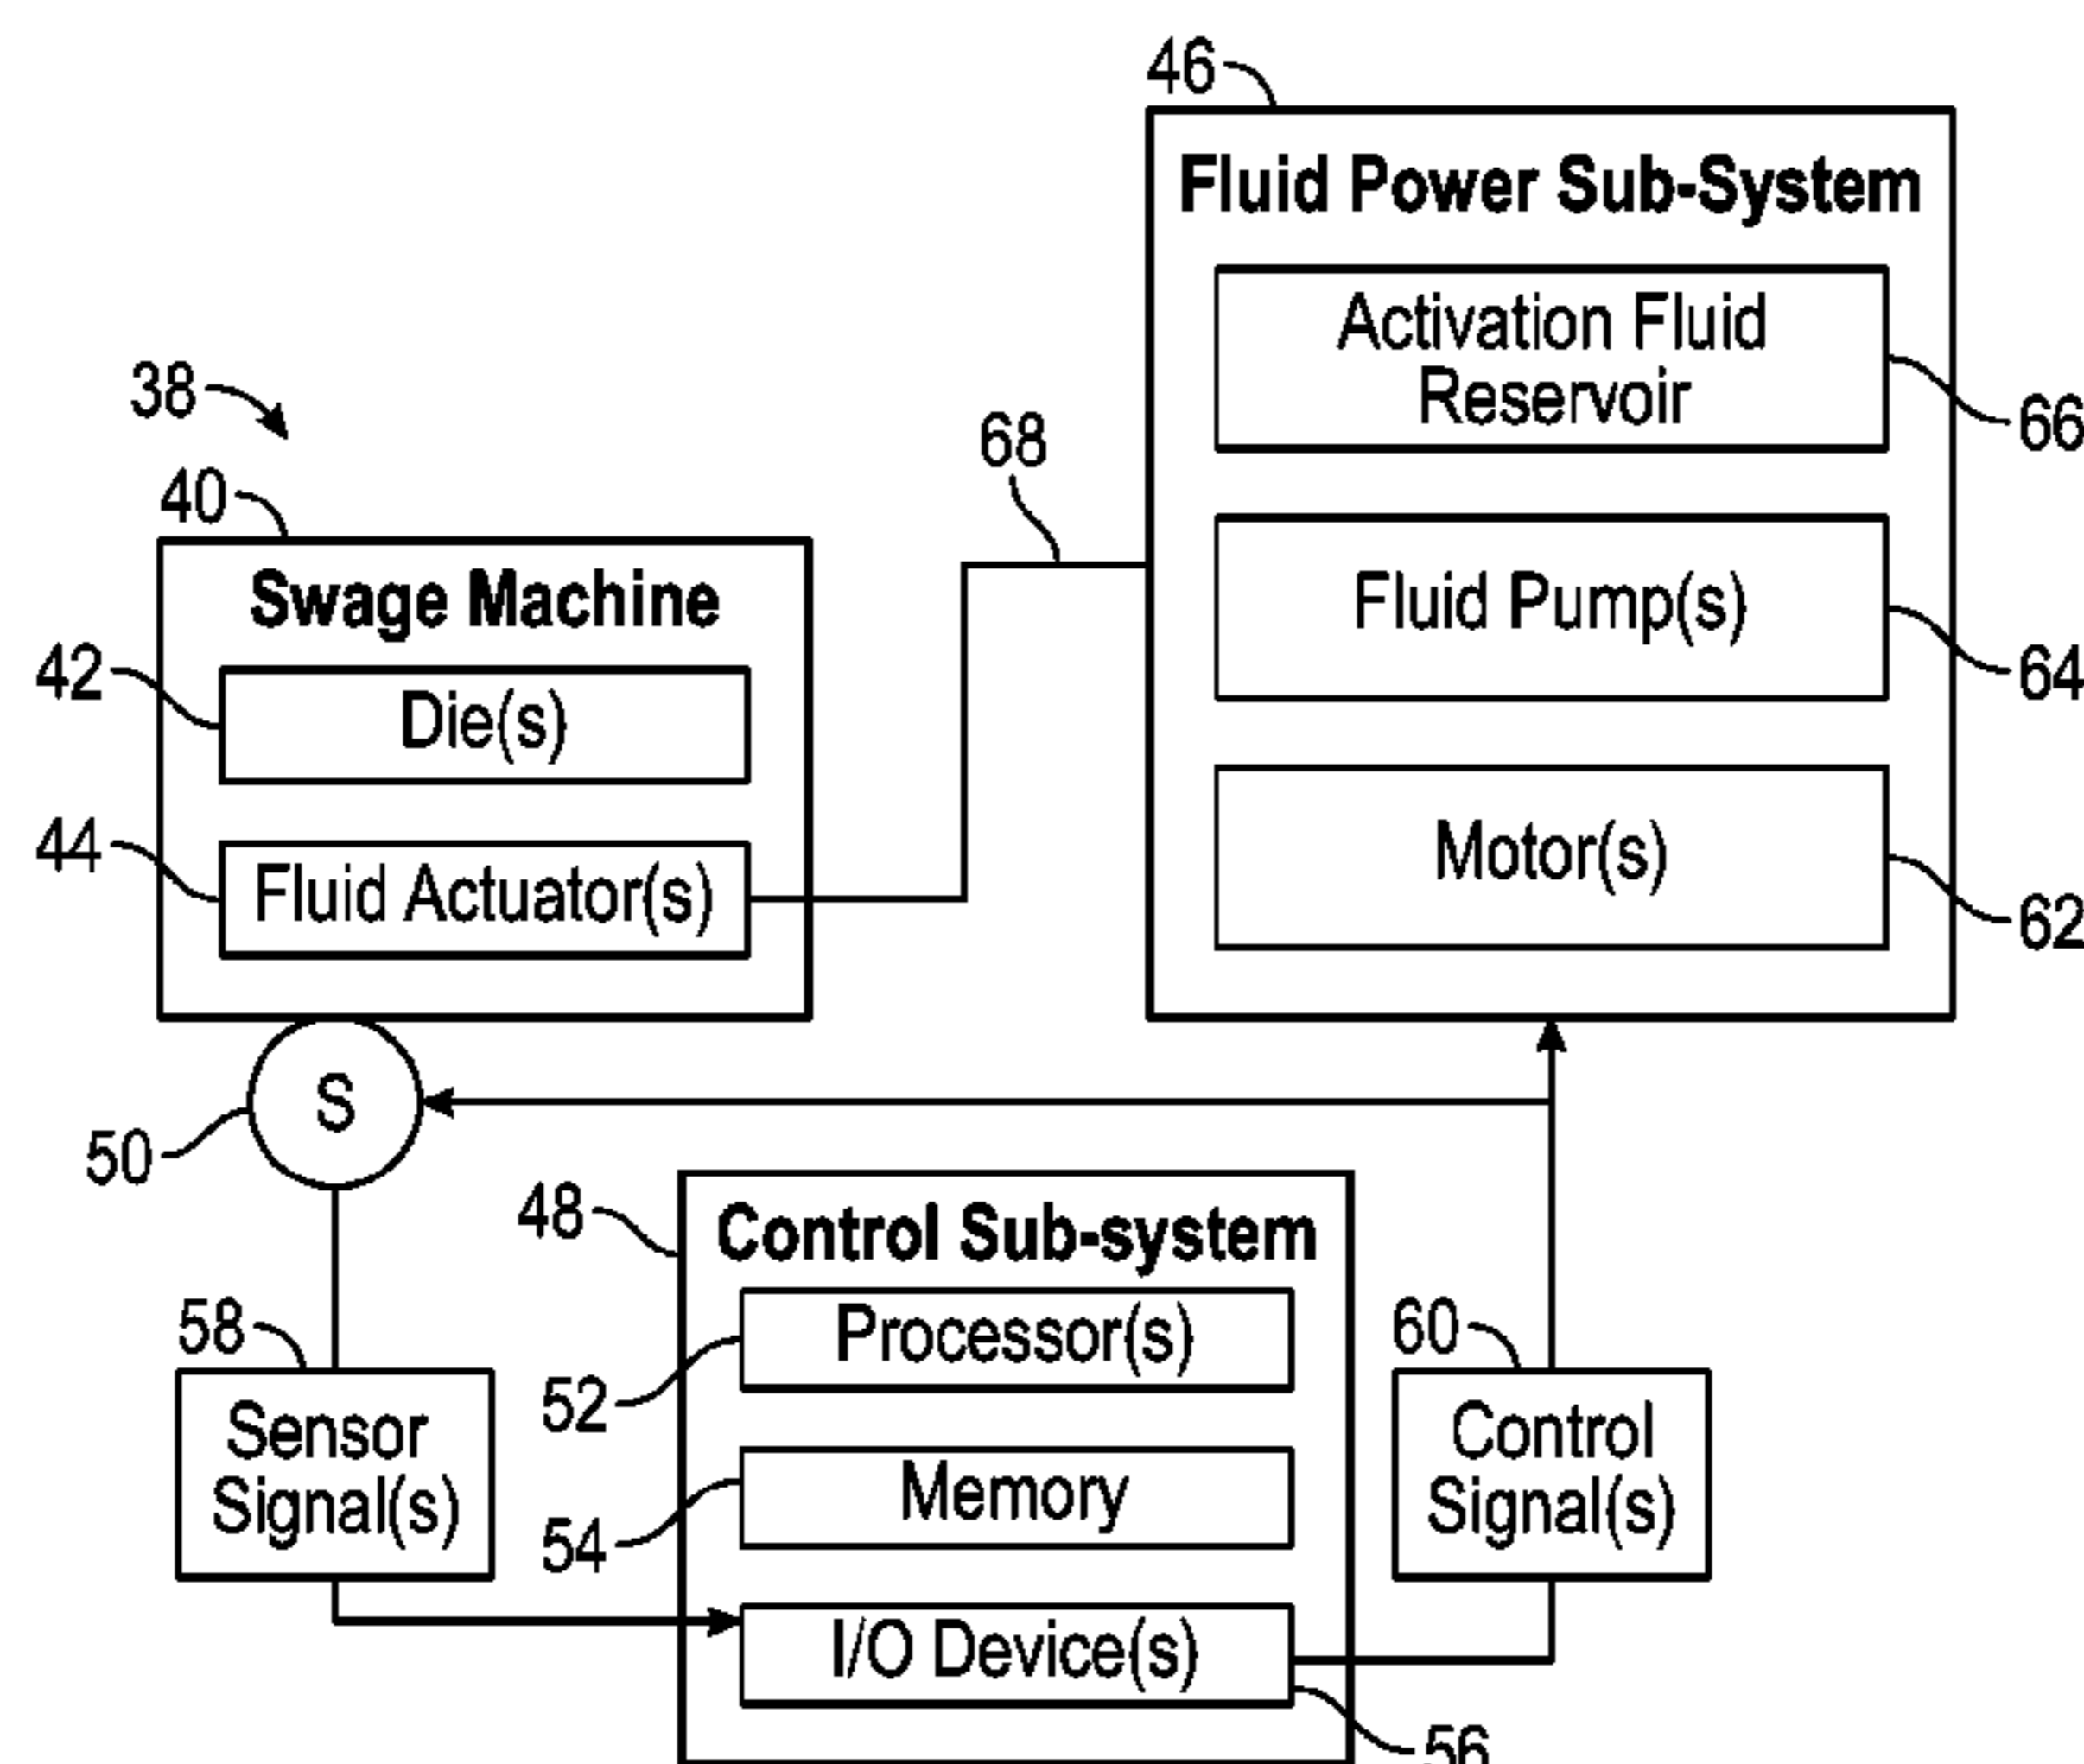 46
Fluid Power Sub-System
Activation Fluid
Reservoir
66
Fluid Pump(s)
64
Motor(s)
62
38
68
40
Swage Machine
42
Die(s)
44
Fluid Actuator(s)
S
50
48
Control Sub-system
58
Sensor
Signal(s)
52
Processor(s)
54
Memory
I/O Device(s)
56
60
Control
Signal(s)